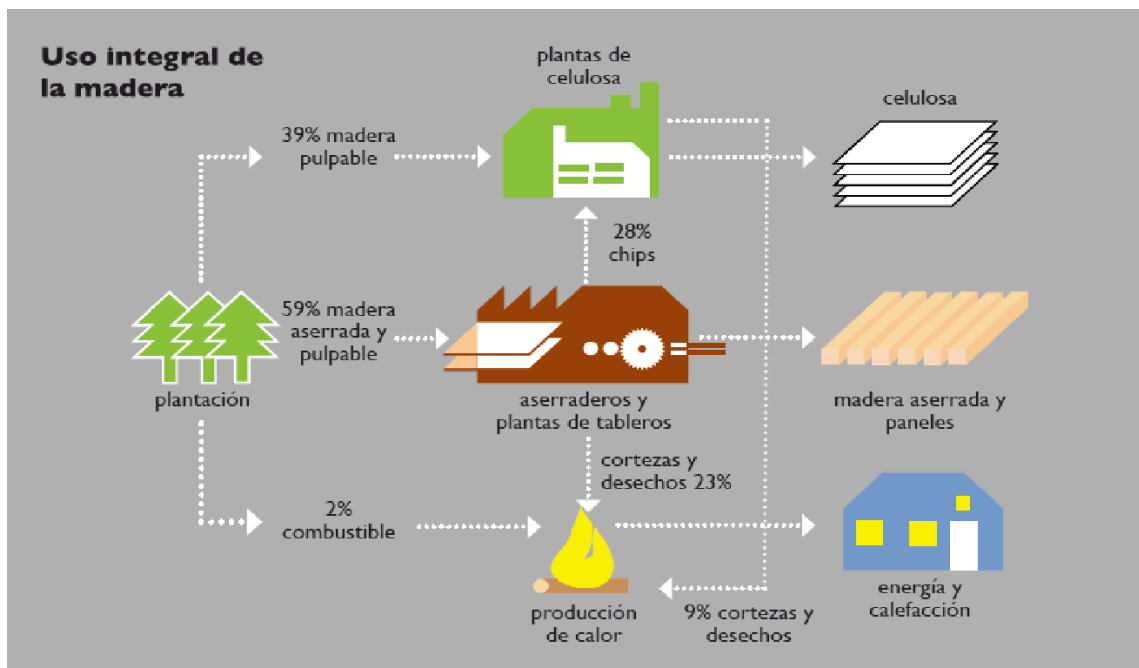 Uso integral de
la madera
plantas de
celulosa
celulosa
39% madera
pulpable
28%
chips
59% madera
aserrada y
pulpable
plantación
aserraderos y
plantas de tableros
madera aserrada y
paneles
cortezas y
desechos 23%
2%
combustible
producción
de calor
9% cortezas y
desechos
energía y
calefacción